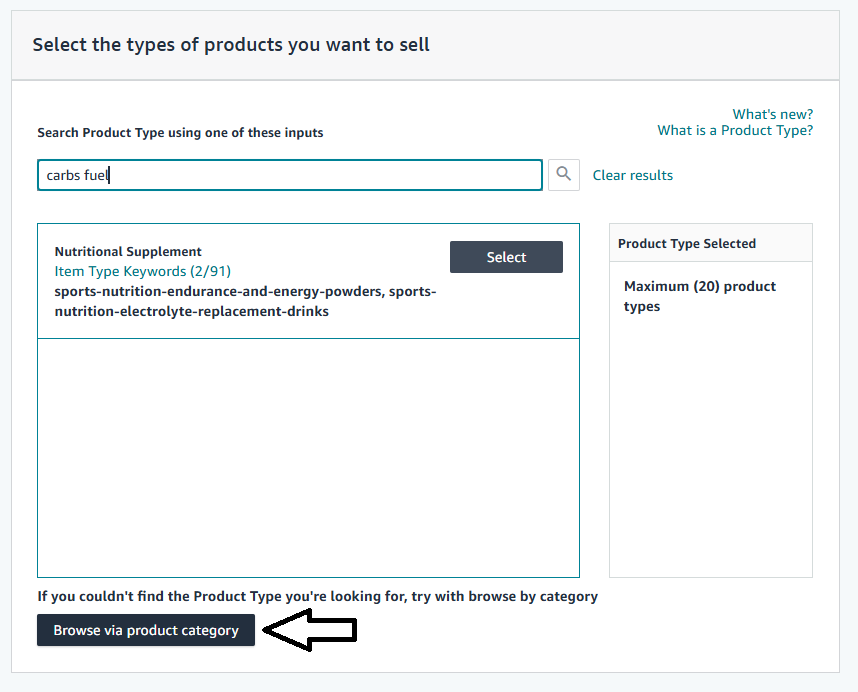 Select the types of products you want to sell
What's new?
What is a Product Type?
Search Product Type using one of these inputs
carbs fuel
Clear results
Nutritional Supplement
Item Type Keywords (2/91)
sports-nutrition-endurance-and-energy-powders, sports-
nutrition-electrolyte-replacement-drinks
Select
Product Type Selected
Maximum (20) product
types
If you couldn't find the Product Type you're looking for, try with browse by category
Browse via product category